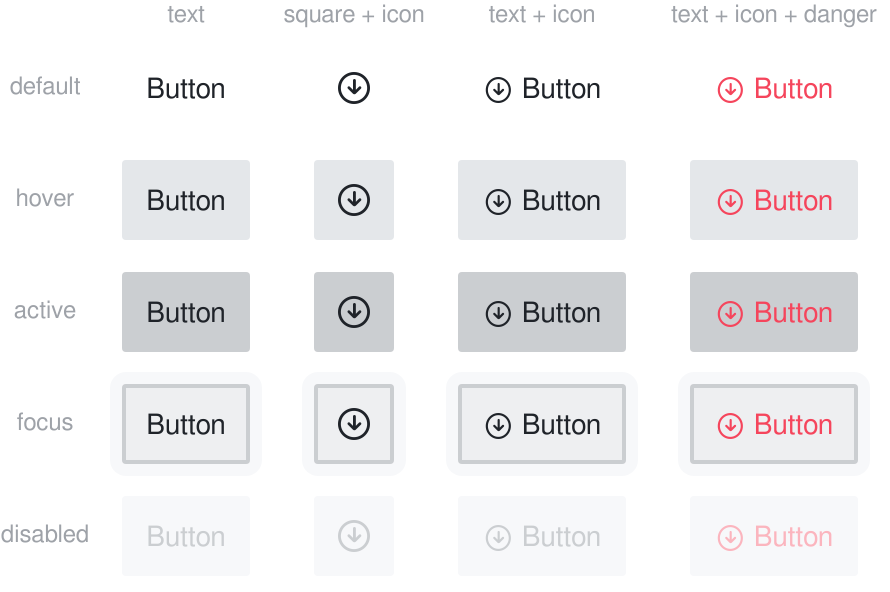 text square + icon text + icon text + icon + danger
default Button Button Button
hover Button Button Button
active Button Button Button
focus Button Button Button
disabled Button Button Button